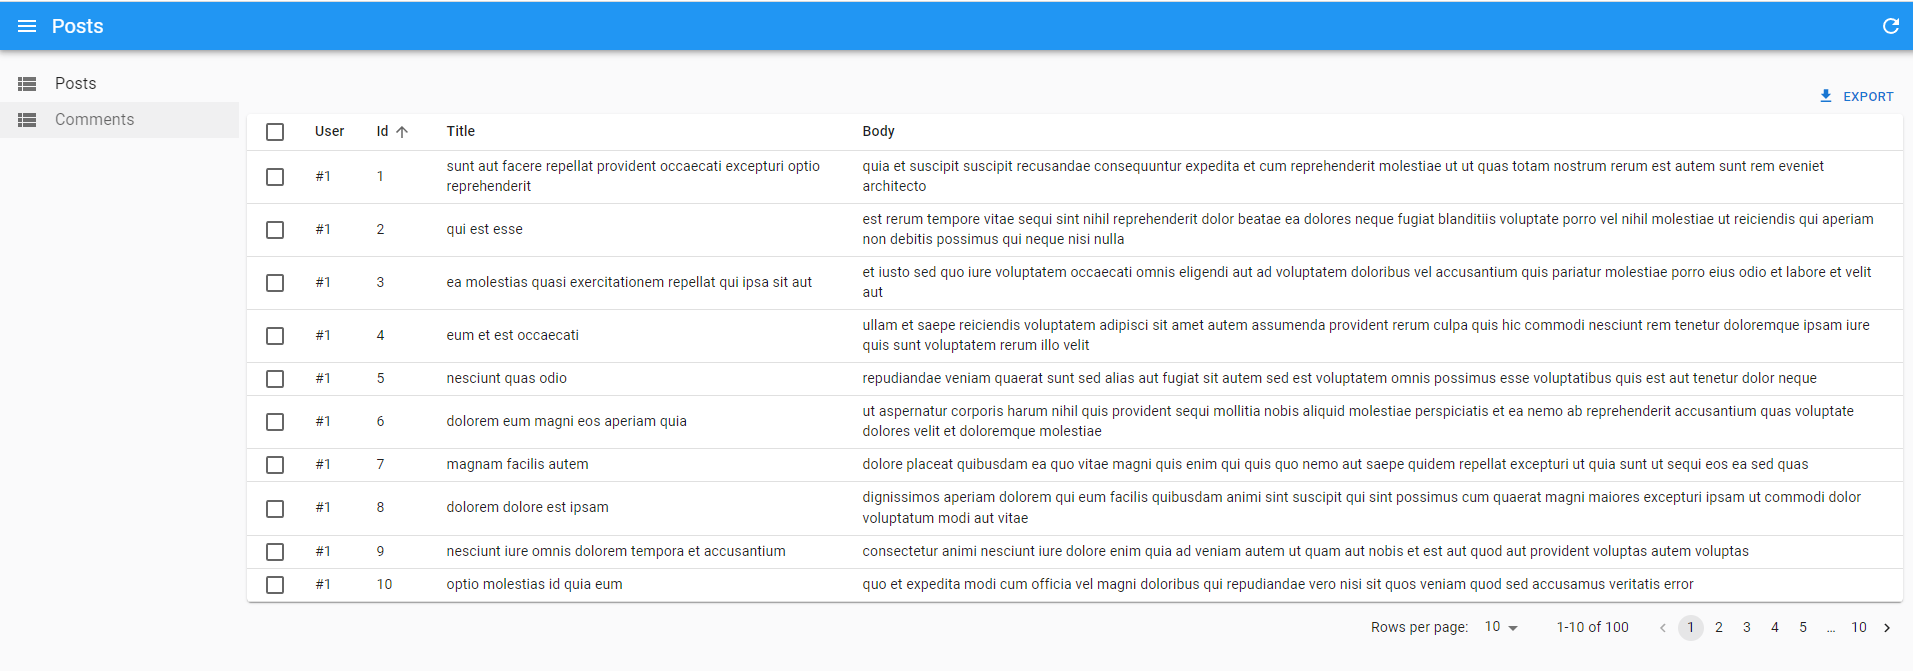 Posts
Posts
Comments
EXPORT
User Id Title Body
#1 1 sunt aut facere repellat provident occaecati excepturi optio
reprehenderit
quia et suscipit suscipit recusandae consequuntur expedita et cum reprehenderit molestiae ut ut quas totam nostrum rerum est autem sunt rem eveniet
architecto
#1 2 qui est esse
est rerum tempore vitae sequi sint nihil reprehenderit dolor beatae ea dolores neque fugiat blanditiis voluptate porro vel nihil molestiae ut reiciendis qui aperiam
non debitis possimus qui neque nisi nulla
#1 3 ea molestias quasi exercitationem repellat qui ipsa sit aut
et iusto sed quo iure voluptatem occaecati omnis eligendi aut ad voluptatem doloribus vel accusantium quis pariatur molestiae porro eius odio et labore et velit
aut
#1 4 eum et est occaecati
ullam et saepe reiciendis voluptatem adipisci sit amet autem assumenda provident rerum culpa quis hic commodi nesciunt rem tenetur doloremque ipsam iure
quis sunt voluptatem rerum illo velit
#1 5 nesciunt quas odio repudiandae veniam quaerat sunt sed alias aut fugiat sit autem sed est voluptatem omnis possimus esse voluptatibus quis est aut tenetur dolor neque
#1 6 dolorem eum magni eos aperiam quia
ut aspernatur corporis harum nihil quis provident sequi mollitia nobis aliquid molestiae perspiciatis et ea nemo ab reprehenderit accusantium quas voluptate
dolores velit et doloremque molestiae
#1 7 magnam facilis autem dolore placeat quibusdam ea quo vitae magni quis enim qui quis quo nemo aut saepe quidem repellat excepturi ut quia sunt ut sequi eos ea sed quas
#1 8 dolorem dolore est ipsam
dignissimos aperiam dolorem qui eum facilis quibusdam animi sint suscipit qui sint possimus cum quaerat magni maiores excepturi ipsam ut commodi dolor
voluptatum modi aut vitae
#1 9 nesciunt iure omnis dolorem tempora et accusantium consectetur animi nesciunt iure dolore enim quia ad veniam autem ut quam aut nobis et est aut quod aut provident voluptas autem voluptas
#1 10 optio molestias id quia eum quo et expedita modi cum officia vel magni doloribus qui repudiandae vero nisi sit quos veniam quod sed accusamus veritatis error
Rows per page: 10 1-10 of 100 1 2 3 4 5 ... 10